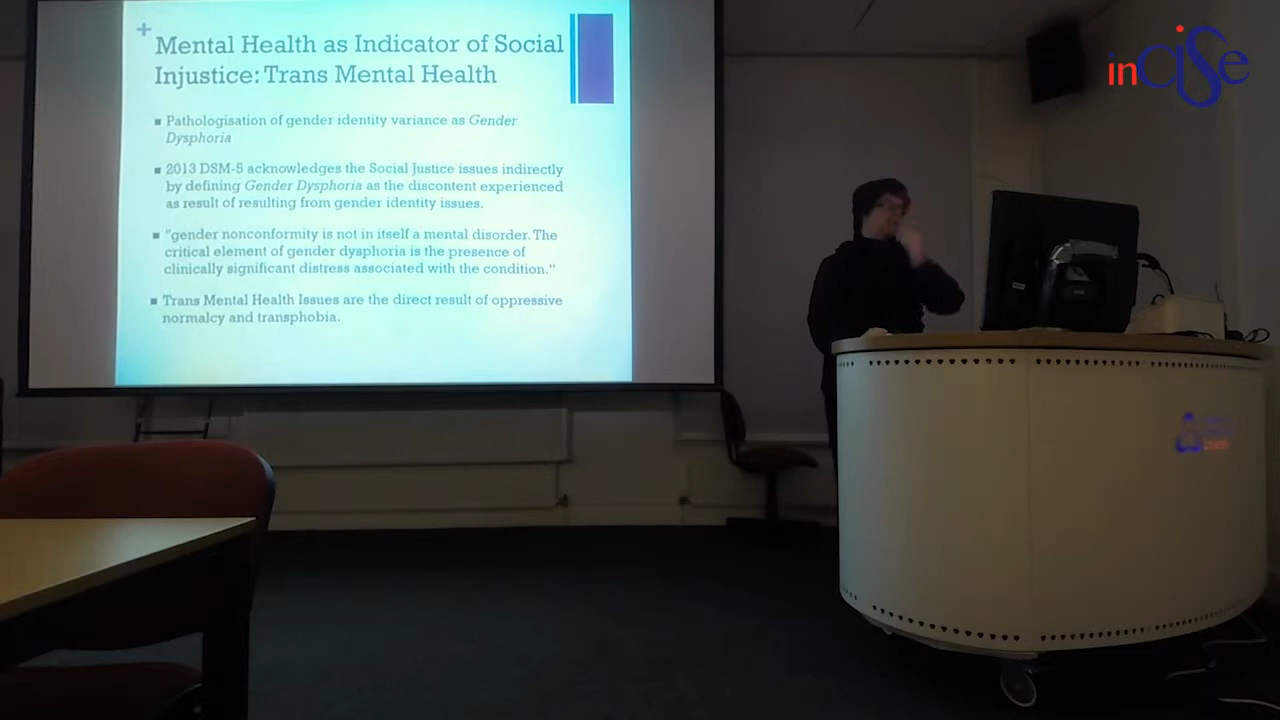 +
Mental Health as Indicator of Social
Injustice: Trans Mental Health
▪ Pathologisation of gender identity variance as Gender
Dysphoria
▪ 2013 DSM-5 acknowledges the Social Justice issues indirectly
by defining Gender Dysphoria as the discontent experienced
as result of resulting from gender identity issues.
▪ "gender nonconformity is not in itself a mental disorder. The
critical element of gender dysphoria is the presence of
clinically significant distress associated with the condition."
▪ Trans Mental Health Issues are the direct result of oppressive
normalcy and transphobia.
inCiSe